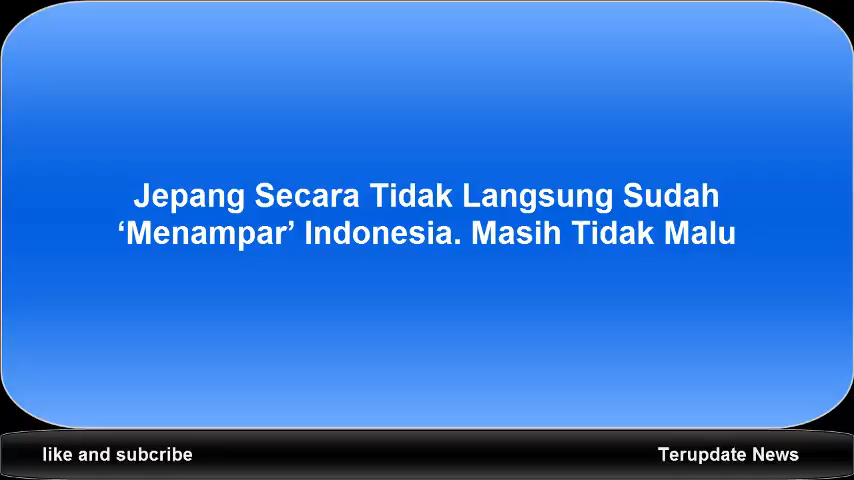 Jepang Secara Tidak Langsung Sudah
‘Menampar’ Indonesia. Masih Tidak Malu
like and subcribe
Terupdate News